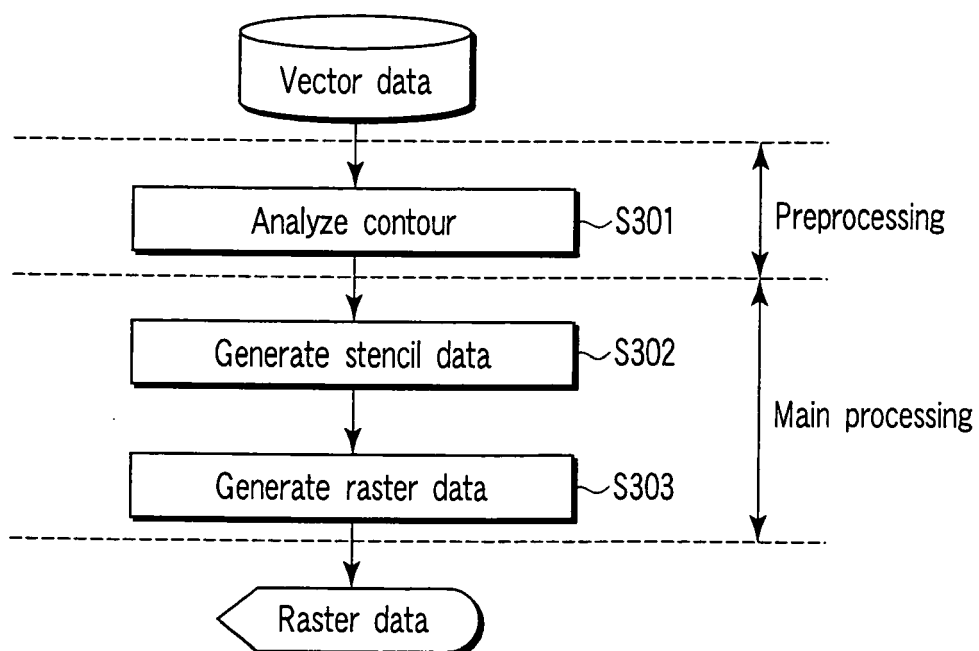 Vector data
Analyze contour
S301
Preprocessing
Generate stencil data
S302
Main processing
Generate raster data
S303
Raster data